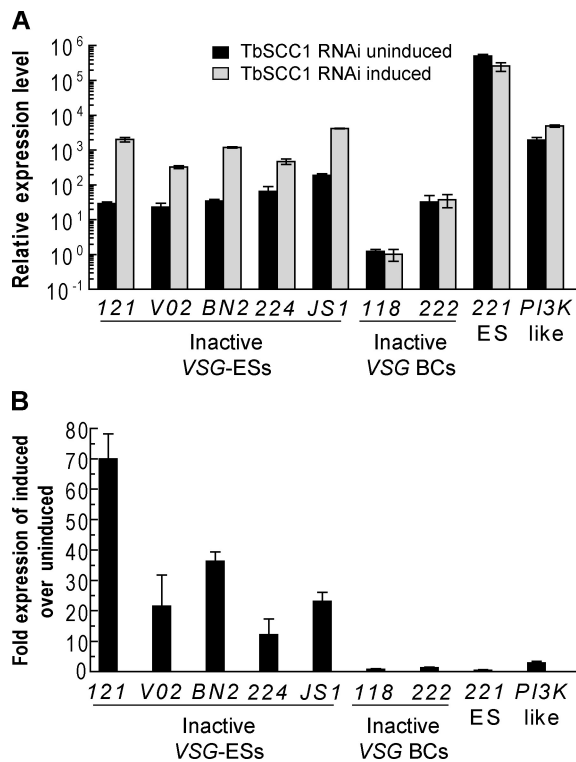 A
Relative expression level
10^6
10^5
10^4
10^3
10^2
10^1
10^0
10^-1
TbSCC1 RNAi uninduced
TbSCC1 RNAi induced
121 V02 BN2 224 JS1 118 222 221 PI3K
ES like
Inactive Inactive
VSG-ESs VSG BCs
B
Fold expression of induced
over uninduced
80
70
60
50
40
30
20
10
0
121 V02 BN2 224 JS1 118 222 221 PI3K
ES like
Inactive Inactive
VSG-ESs VSG BCs